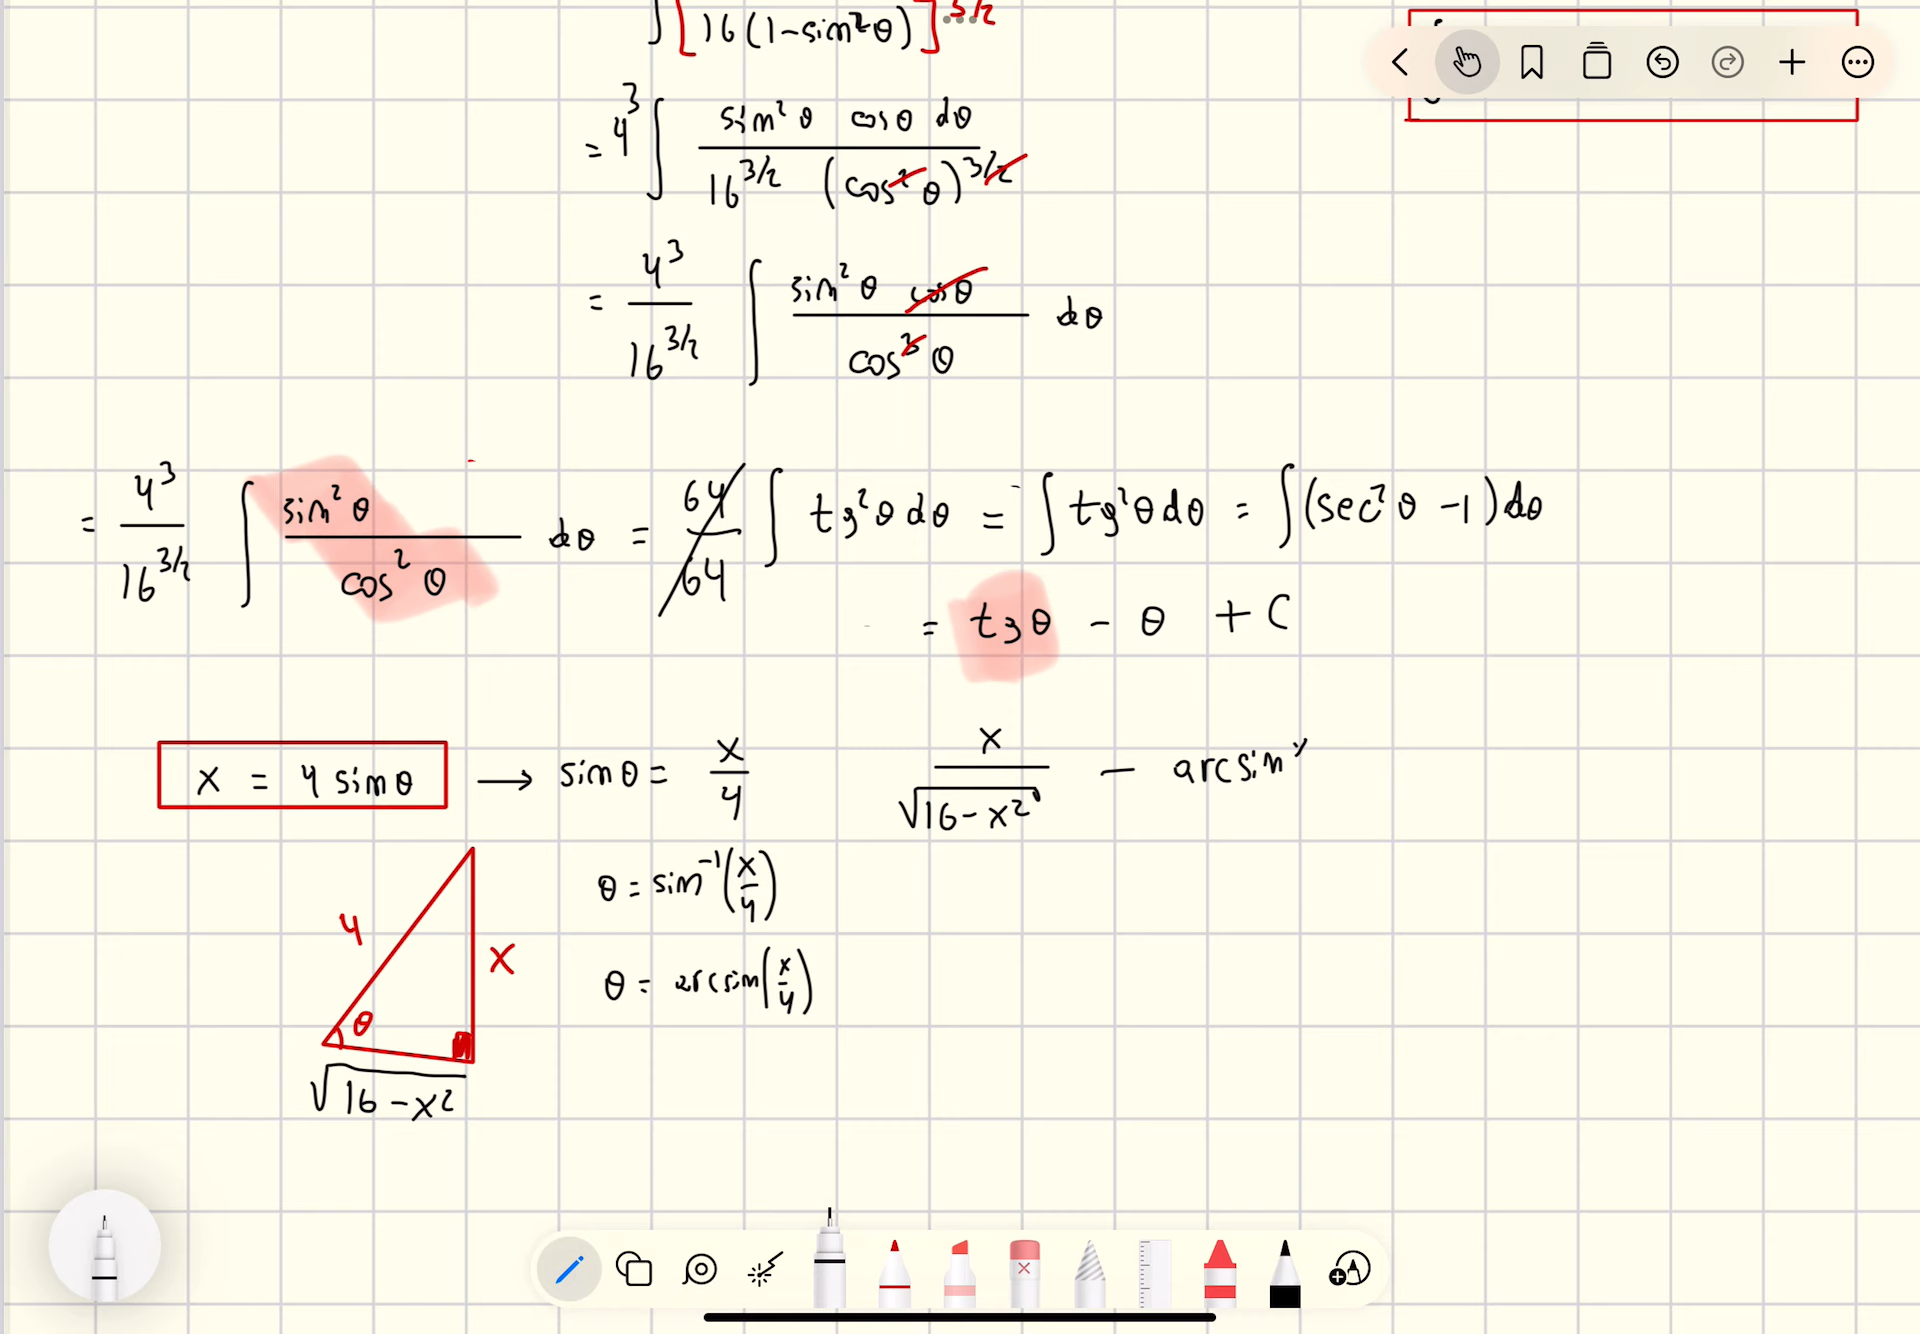 ∫ [16(1-sin²θ)]^3/2
= 4³ ∫ sin²θ cosθ dθ / 16^3/2 (cos²θ)^3/2
= 4³/16^3/2 ∫ sin²θ cosθ / cos³θ dθ
= 4³/16^3/2 ∫ sin²θ / cos²θ dθ = 64/64 ∫ tg²θ dθ = ∫ tg²θ dθ = ∫(sec²θ -1) dθ
= tgθ - θ + C
x = 4 sinθ → sinθ = x/4
x/√16-x² - arcsin
θ = sin⁻¹(x/4)
4
x
θ = arcsin(x/4)
θ
√16-x²